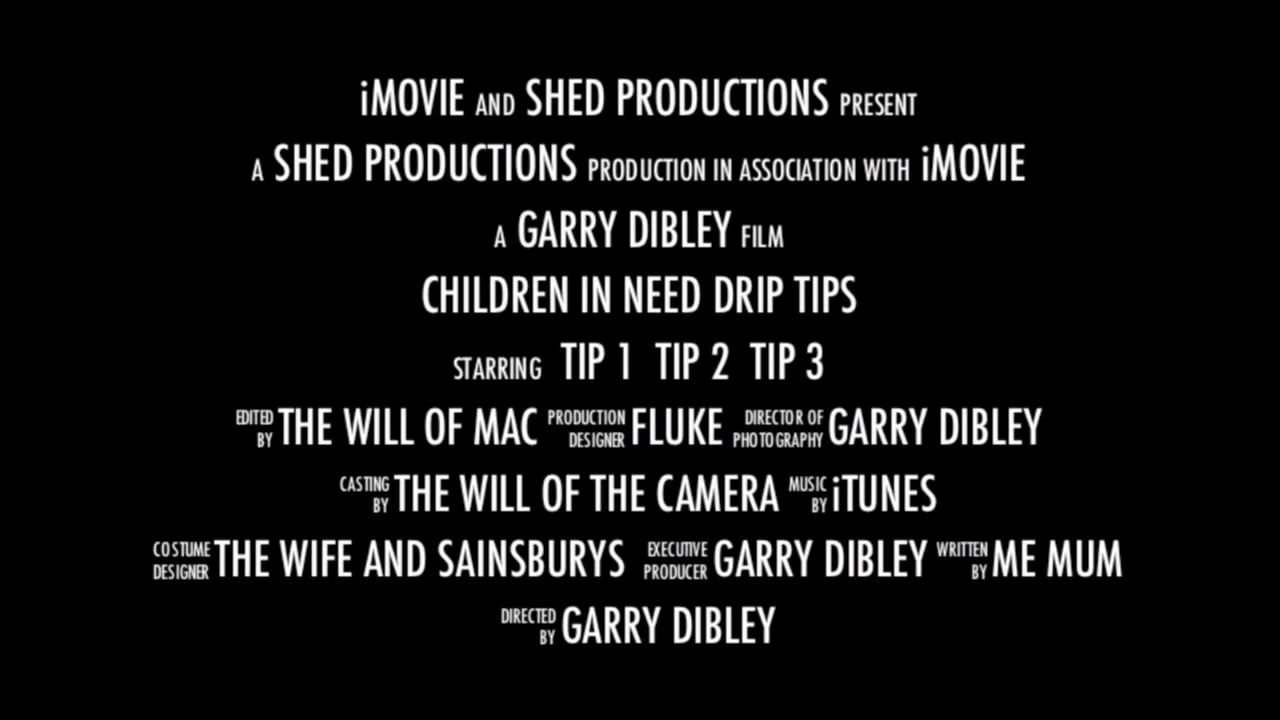 iMOVIE AND SHED PRODUCTIONS PRESENT
A SHED PRODUCTIONS PRODUCTION IN ASSOCIATION WITH iMOVIE
A GARRY DIBLEY FILM
CHILDREN IN NEED DRIP TIPS
STARRING TIP 1 TIP 2 TIP 3
EDITED BY THE WILL OF MAC PRODUCTION DESIGNER FLUKE DIRECTOR OF PHOTOGRAPHY GARRY DIBLEY
CASTING BY THE WILL OF THE CAMERA MUSIC BY iTUNES
COSTUME DESIGNER THE WIFE AND SAINSBURYS EXECUTIVE PRODUCER GARRY DIBLEY WRITTEN BY ME MUM
DIRECTED BY GARRY DIBLEY